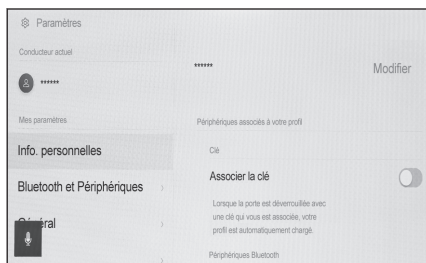 Paramètres
Conducteur actuel
******
Mes paramètres
Info. personnelles
Bluetooth et Périphériques
Général
******
Modifier
Périphériques associés à votre profil
Clé
Associer la clé
Lorsque la porte est déverrouillée avec
une clé qui vous est associée, votre
profil est automatiquement chargé.
Périphériques Bluetooth